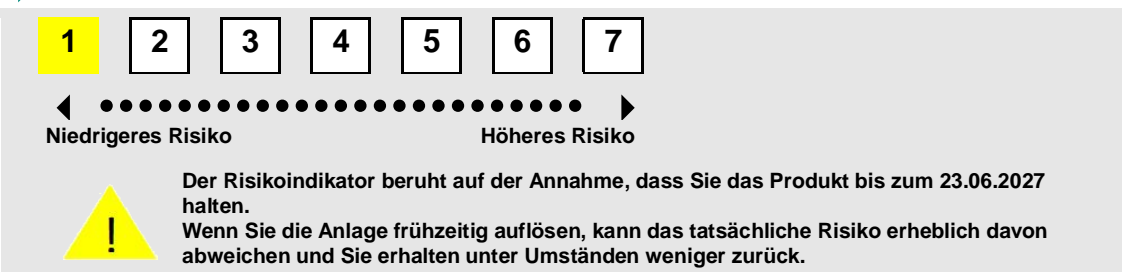 1 2 3 4 5 6 7
Niedrigeres Risiko Höheres Risiko
Der Risikoindikator beruht auf der Annahme, dass Sie das Produkt bis zum 23.06.2027
halten.
Wenn Sie die Anlage frühzeitig auflösen, kann das tatsächliche Risiko erheblich davon
abweichen und Sie erhalten unter Umständen weniger zurück.
!